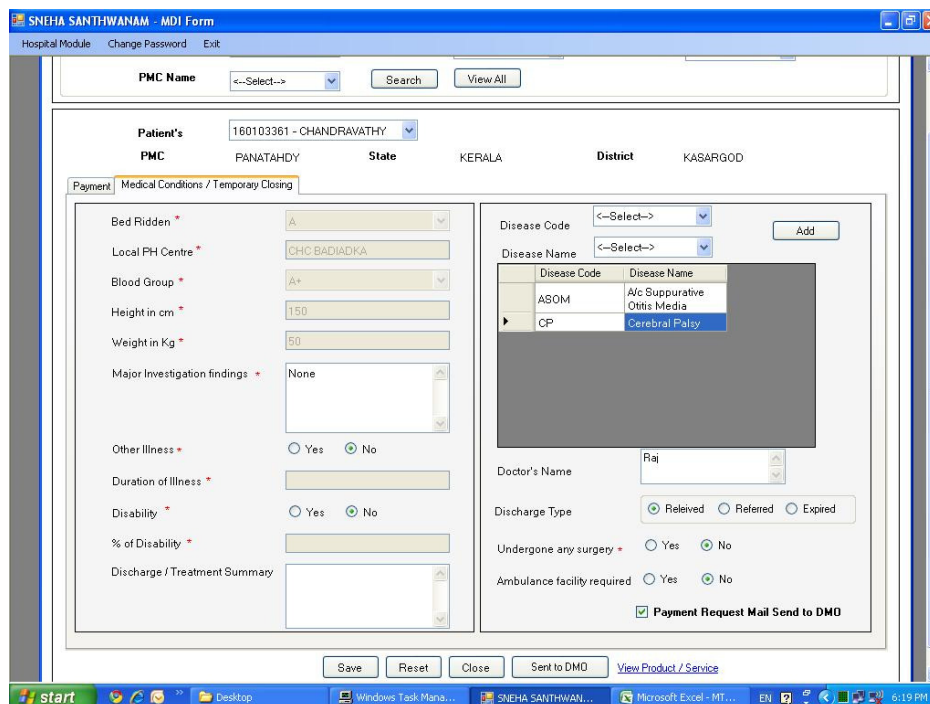 SNEHA SANTHWANAM - MDI Form
Hospital Module Change Password Exit
PMC Name <--Select--> Search View All
Patient's 160103361 - CHANDRAVATHY
PMC PANATAHDY State KERALA District KASARGOD
Payment Medical Conditions / Temporary Closing
Bed Ridden * A
Local PH Centre * CHC BADIADKA
Blood Group * A+
Height in cm * 150
Weight in Kg * 50
Major Investigation findings * None
Other Illness * Yes No
Duration of Illness *
Disability * Yes No
% of Disability *
Discharge / Treatment Summary
Disease Code <--Select--> Add
Disease Name <--Select-->
Disease Code Disease Name
ASOM A/c Suppurative
Otitis Media
CP Cerebral Palsy
Doctor's Name Raj
Discharge Type Releived Referred Expired
Undergone any surgery * Yes No
Ambulance facility required Yes No
Payment Request Mail Send to DMO
Save Reset Close Sent to DMO View Product / Service
start Desktop Windows Task Mana... SNEHA SANTHWAN... Microsoft Excel - MT... EN 6:19 PM